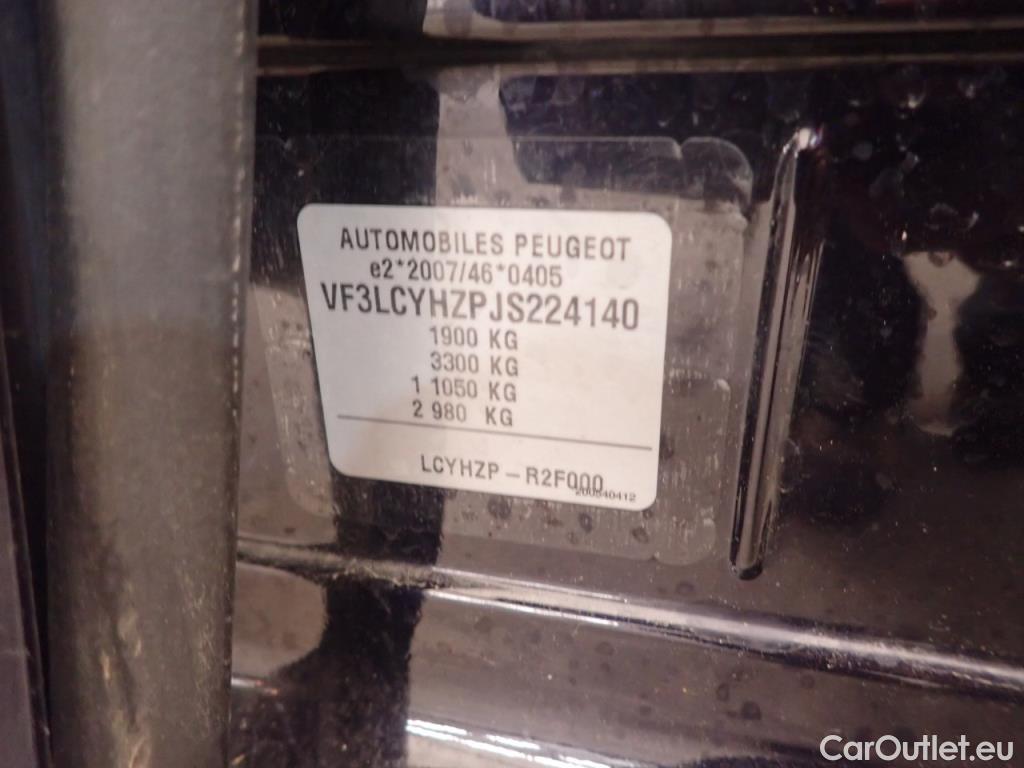 AUTOMOBILES PEUGEOT
e2*2007/46*0405
VF3LCYHZPJS224140
1900 KG
3300 KG
1 1050 KG
2 980 KG
LCYHZP - R2F000
200540412
CarOutlet.eu